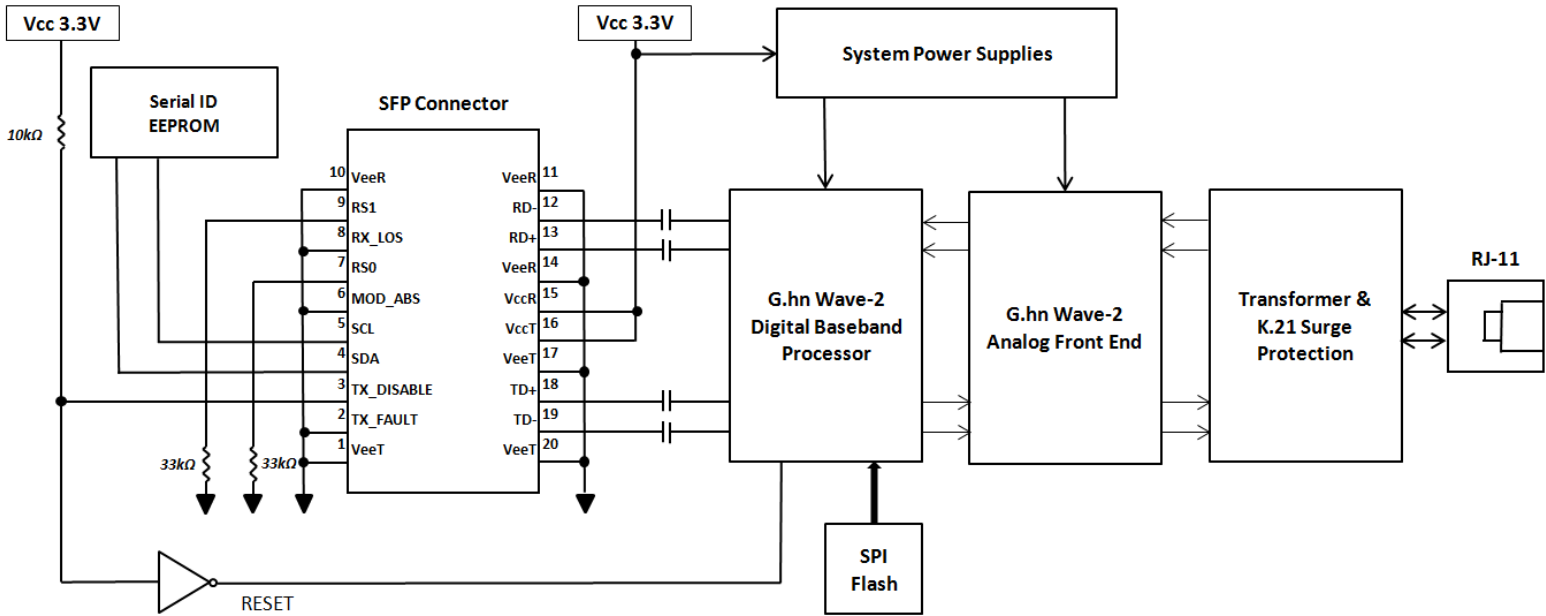 Vcc 3.3V
Vcc 3.3V
System Power Supplies
Serial ID
EEPROM
10kΩ
SFP Connector
10 VeeR
9 RS1
8 RX_LOS
7 RS0
6 MOD_ABS
5 SCL
4 SDA
3 TX_DISABLE
2 TX_FAULT
1 VeeT
VeeR 11
RD- 12
RD+ 13
VeeR 14
VccR 15
VccT 16
VeeT 17
TD+ 18
TD- 19
VeeT 20
33kΩ
33kΩ
G.hn Wave-2
Digital Baseband
Processor
G.hn Wave-2
Analog Front End
Transformer &
K.21 Surge
Protection
RJ-11
SPI
Flash
RESET